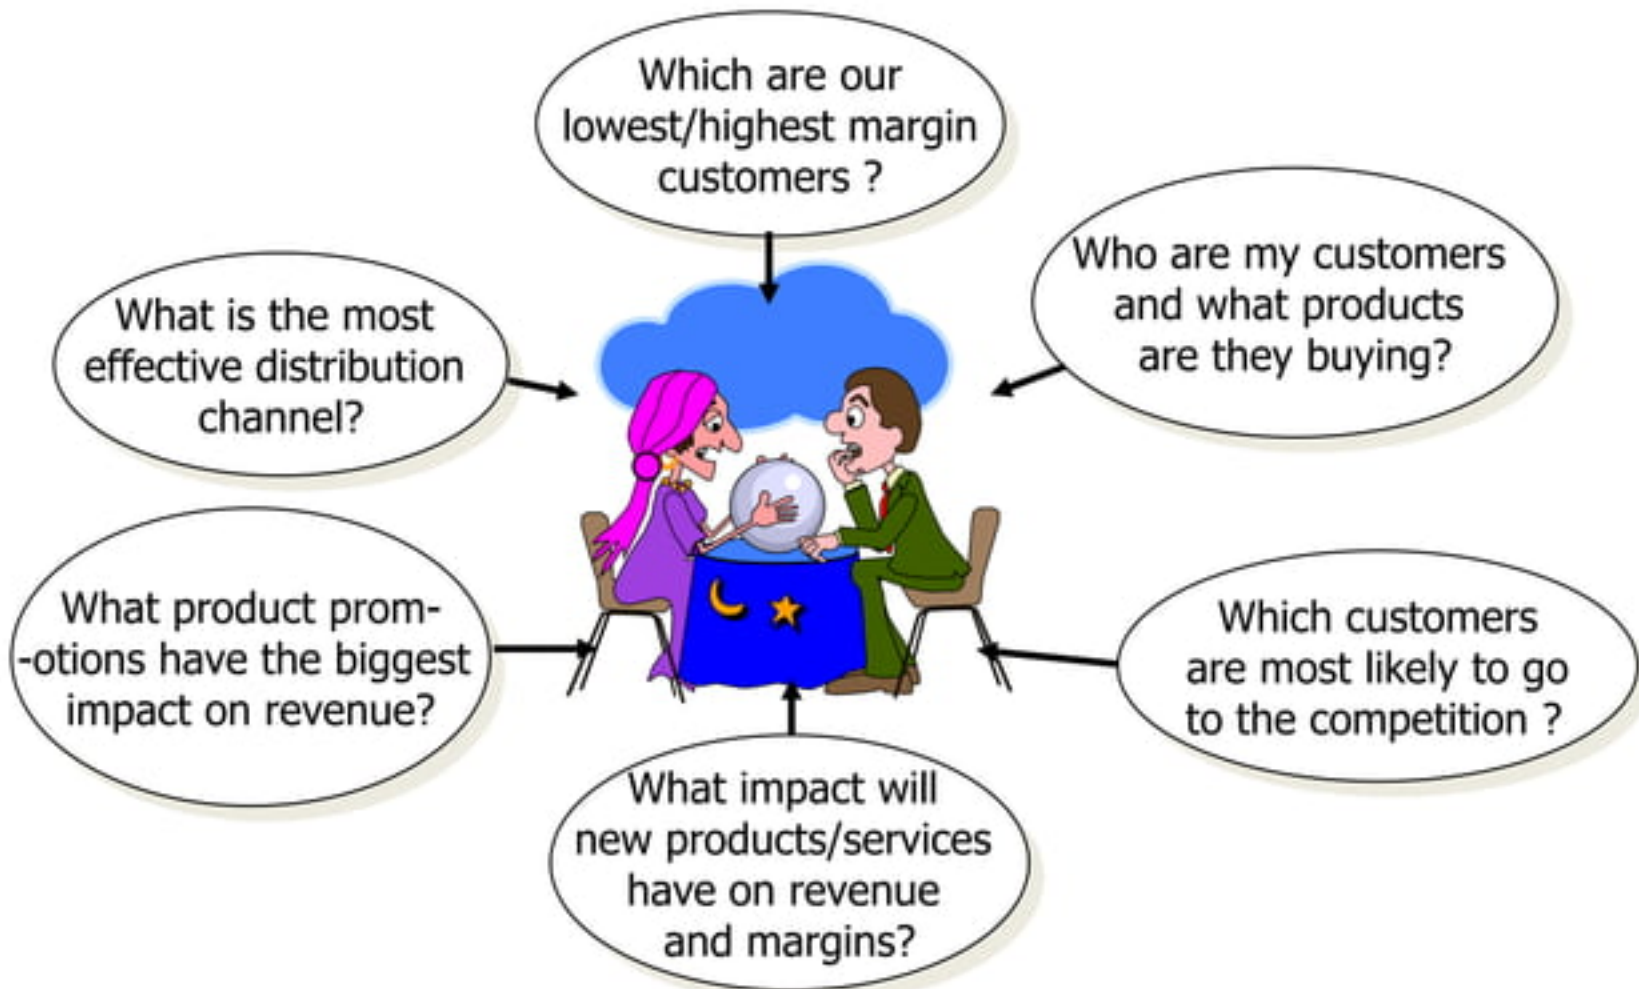 Which are our
lowest/highest margin
customers ?
Who are my customers
and what products
are they buying?
What is the most
effective distribution
channel?
What product prom-
-otions have the biggest
impact on revenue?
Which customers
are most likely to go
to the competition ?
What impact will
new products/services
have on revenue
and margins?